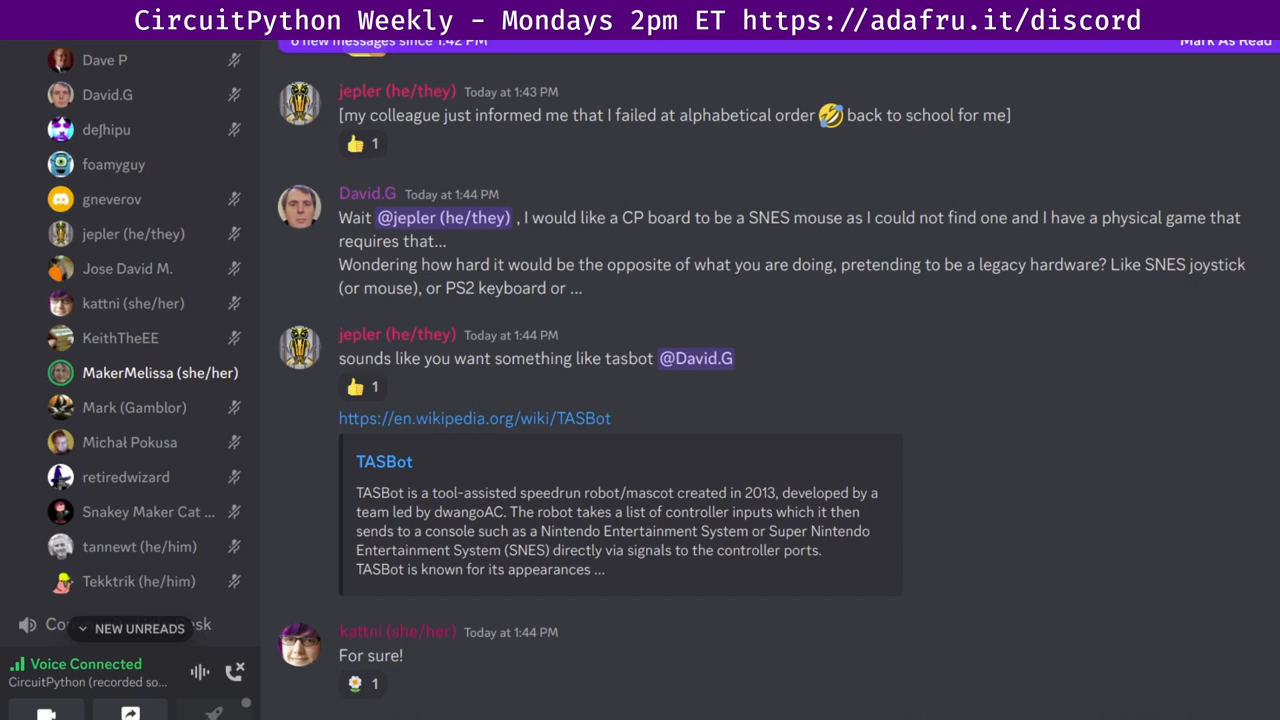 CircuitPython Weekly - Mondays 2pm ET https://adafru.it/discord
6 new messages since 1:42 PM
Mark As Read
Dave P
David.G
deʃhipu
foamyguy
gneverov
jepler (he/they)
Jose David M.
kattni (she/her)
KeithTheEE
MakerMelissa (she/her)
Mark (Gamblor)
Michał Pokusa
retiredwizard
Snakey Maker Cat ...
tannewt (he/him)
Tekktrik (he/him)
NEW UNREADS
Voice Connected
CircuitPython (recorded so...
jepler (he/they) Today at 1:43 PM
[my colleague just informed me that I failed at alphabetical order 🤣 back to school for me]
👍 1
David.G Today at 1:44 PM
Wait @jepler (he/they) , I would like a CP board to be a SNES mouse as I could not find one and I have a physical game that
requires that...
Wondering how hard it would be the opposite of what you are doing, pretending to be a legacy hardware? Like SNES joystick
(or mouse), or PS2 keyboard or ...
jepler (he/they) Today at 1:44 PM
sounds like you want something like tasbot @David.G
👍 1
https://en.wikipedia.org/wiki/TASBot
TASBot
TASBot is a tool-assisted speedrun robot/mascot created in 2013, developed by a
team led by dwangoAC. The robot takes a list of controller inputs which it then
sends to a console such as a Nintendo Entertainment System or Super Nintendo
Entertainment System (SNES) directly via signals to the controller ports.
TASBot is known for its appearances ...
kattni (she/her) Today at 1:44 PM
For sure!
🌼 1